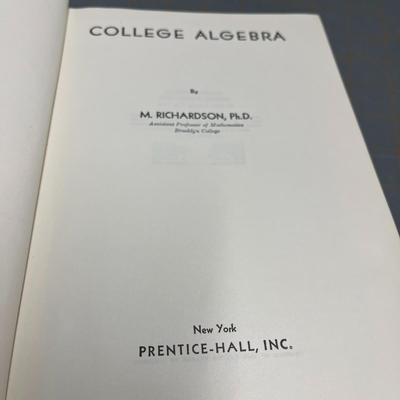 COLLEGE ALGEBRA
By
M. RICHARDSON, Ph.D.
Assistant Professor of Mathematics
Brooklyn College
New York
PRENTICE-HALL, INC.